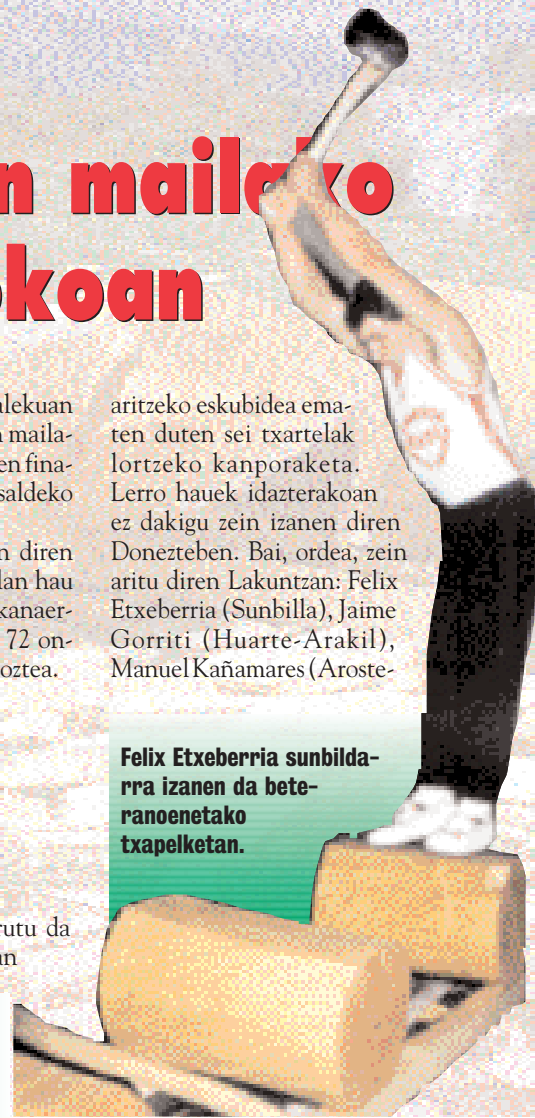 n mailako
koan
alekuan
n maila-
en fina-
saldeko
n diren
lan hau
kanaer-
72 on-
oztea.
rutu da
an
aritzeko eskubidea ema-
ten duten sei txartelak
lortzeko kanporaketa.
Lerro hauek idazterakoan
ez dakigu zein izanen diren
Donezteben. Bai, ordea, zein
aritu diren Lakuntzan: Felix
Etxeberria (Sunbilla), Jaime
Gorriti (Huarte-Arakil),
Manuel Kañamares (Aroste-
Felix Etxeberria sunbilda-
rra izanen da bete-
ranoenetako
txapelketan.